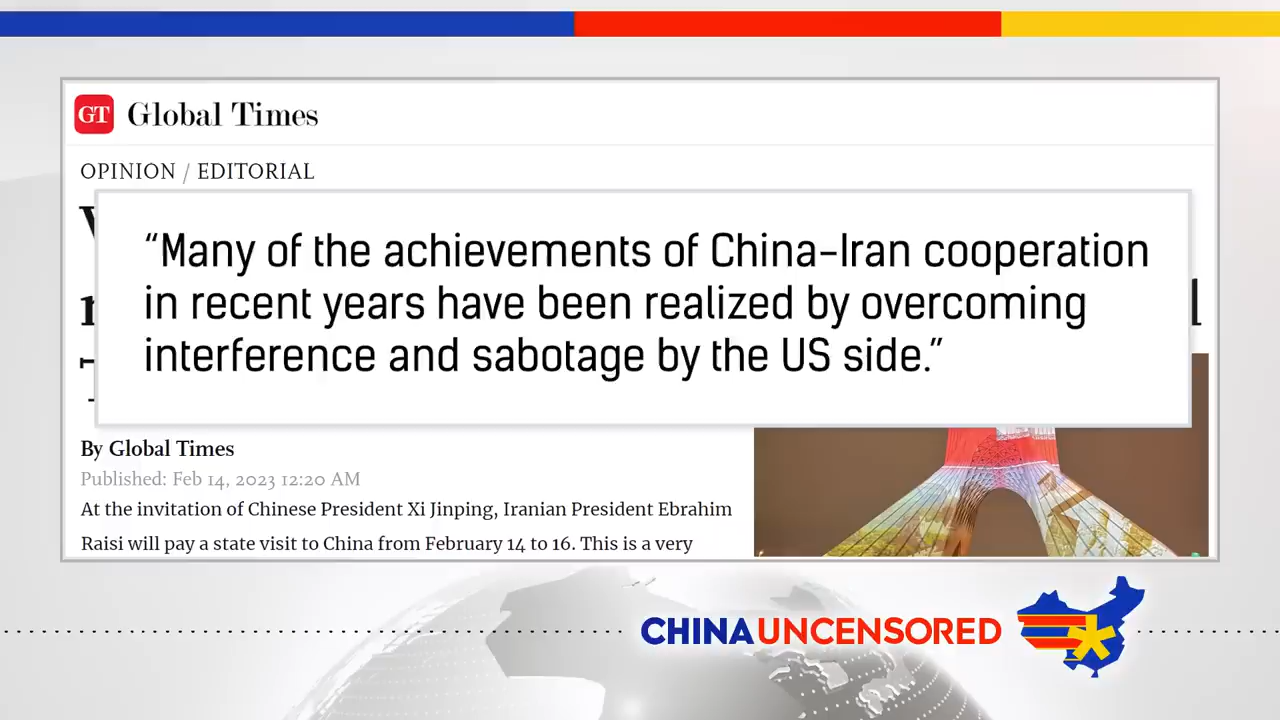 GT Global Times
OPINION / EDITORIAL
“Many of the achievements of China–Iran cooperation
in recent years have been realized by overcoming
interference and sabotage by the US side.”
By Global Times
Published: Feb 14, 2023 12:20 AM
At the invitation of Chinese President Xi Jinping, Iranian President Ebrahim
Raisi will pay a state visit to China from February 14 to 16. This is a very
CHINA UNCENSORED